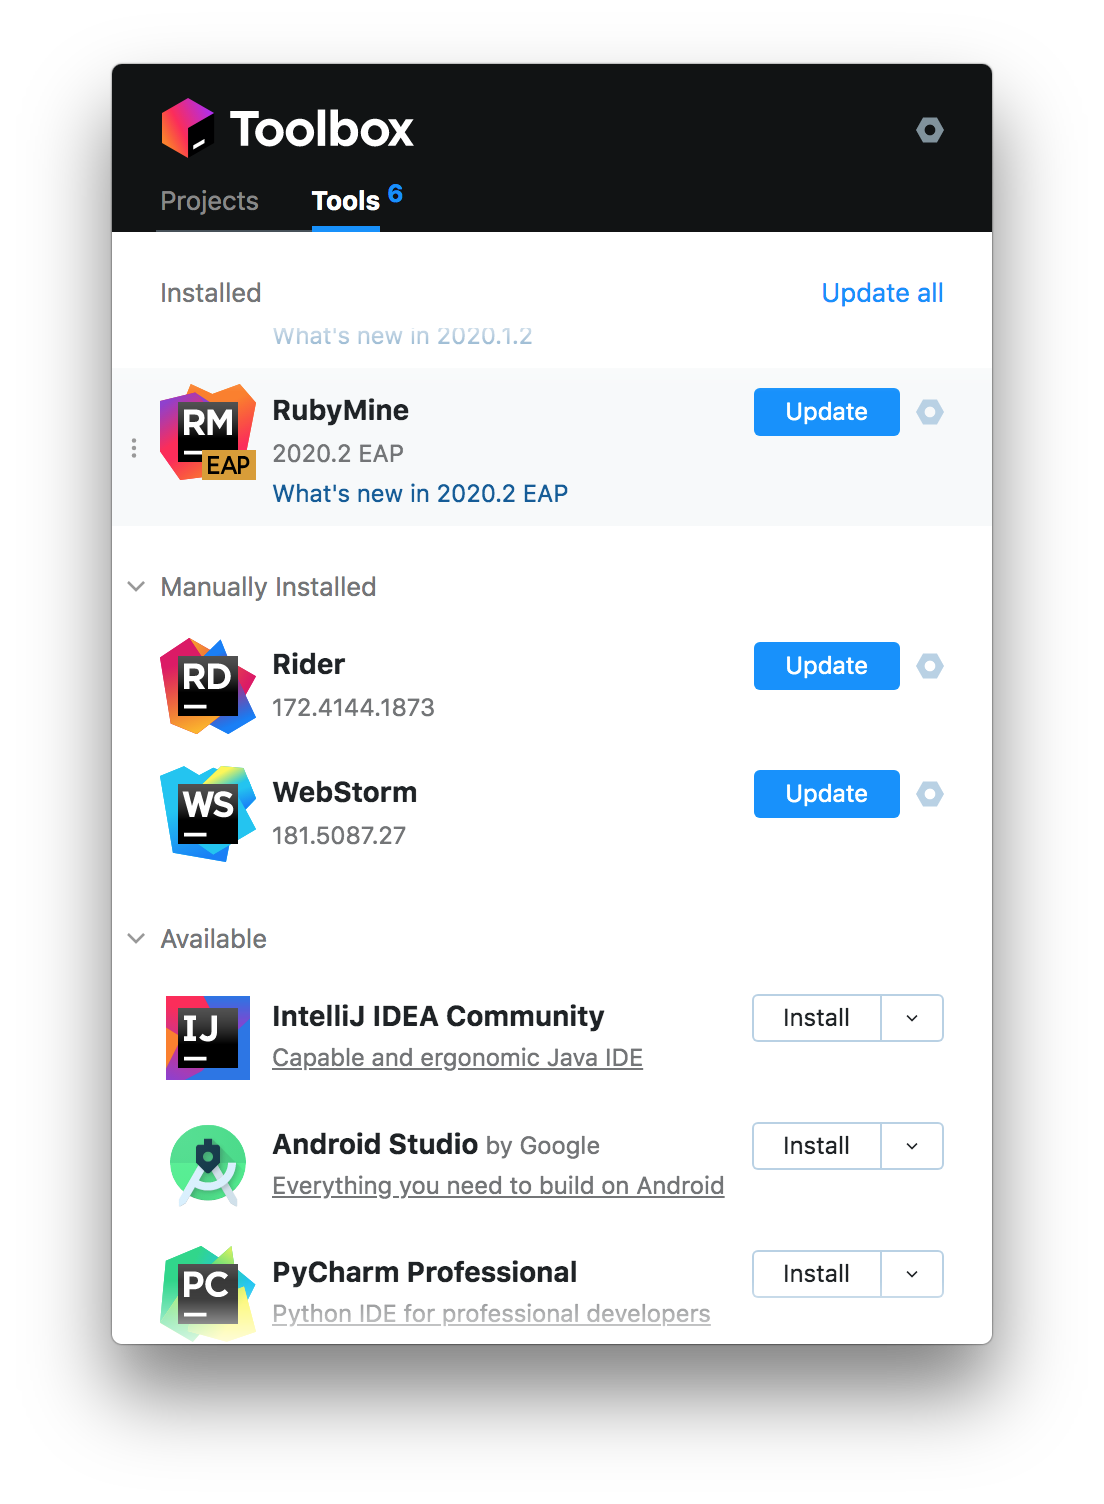 Toolbox
Projects
Tools 6
Installed
Update all
What's new in 2020.1.2
RM
EAP
RubyMine
Update
2020.2 EAP
What's new in 2020.2 EAP
Manually Installed
RD
Rider
Update
172.4144.1873
WS
WebStorm
Update
181.5087.27
Available
IJ
IntelliJ IDEA Community
Install
Capable and ergonomic Java IDE
Android Studio by Google
Install
Everything you need to build on Android
PC
PyCharm Professional
Install
Python IDE for professional developers